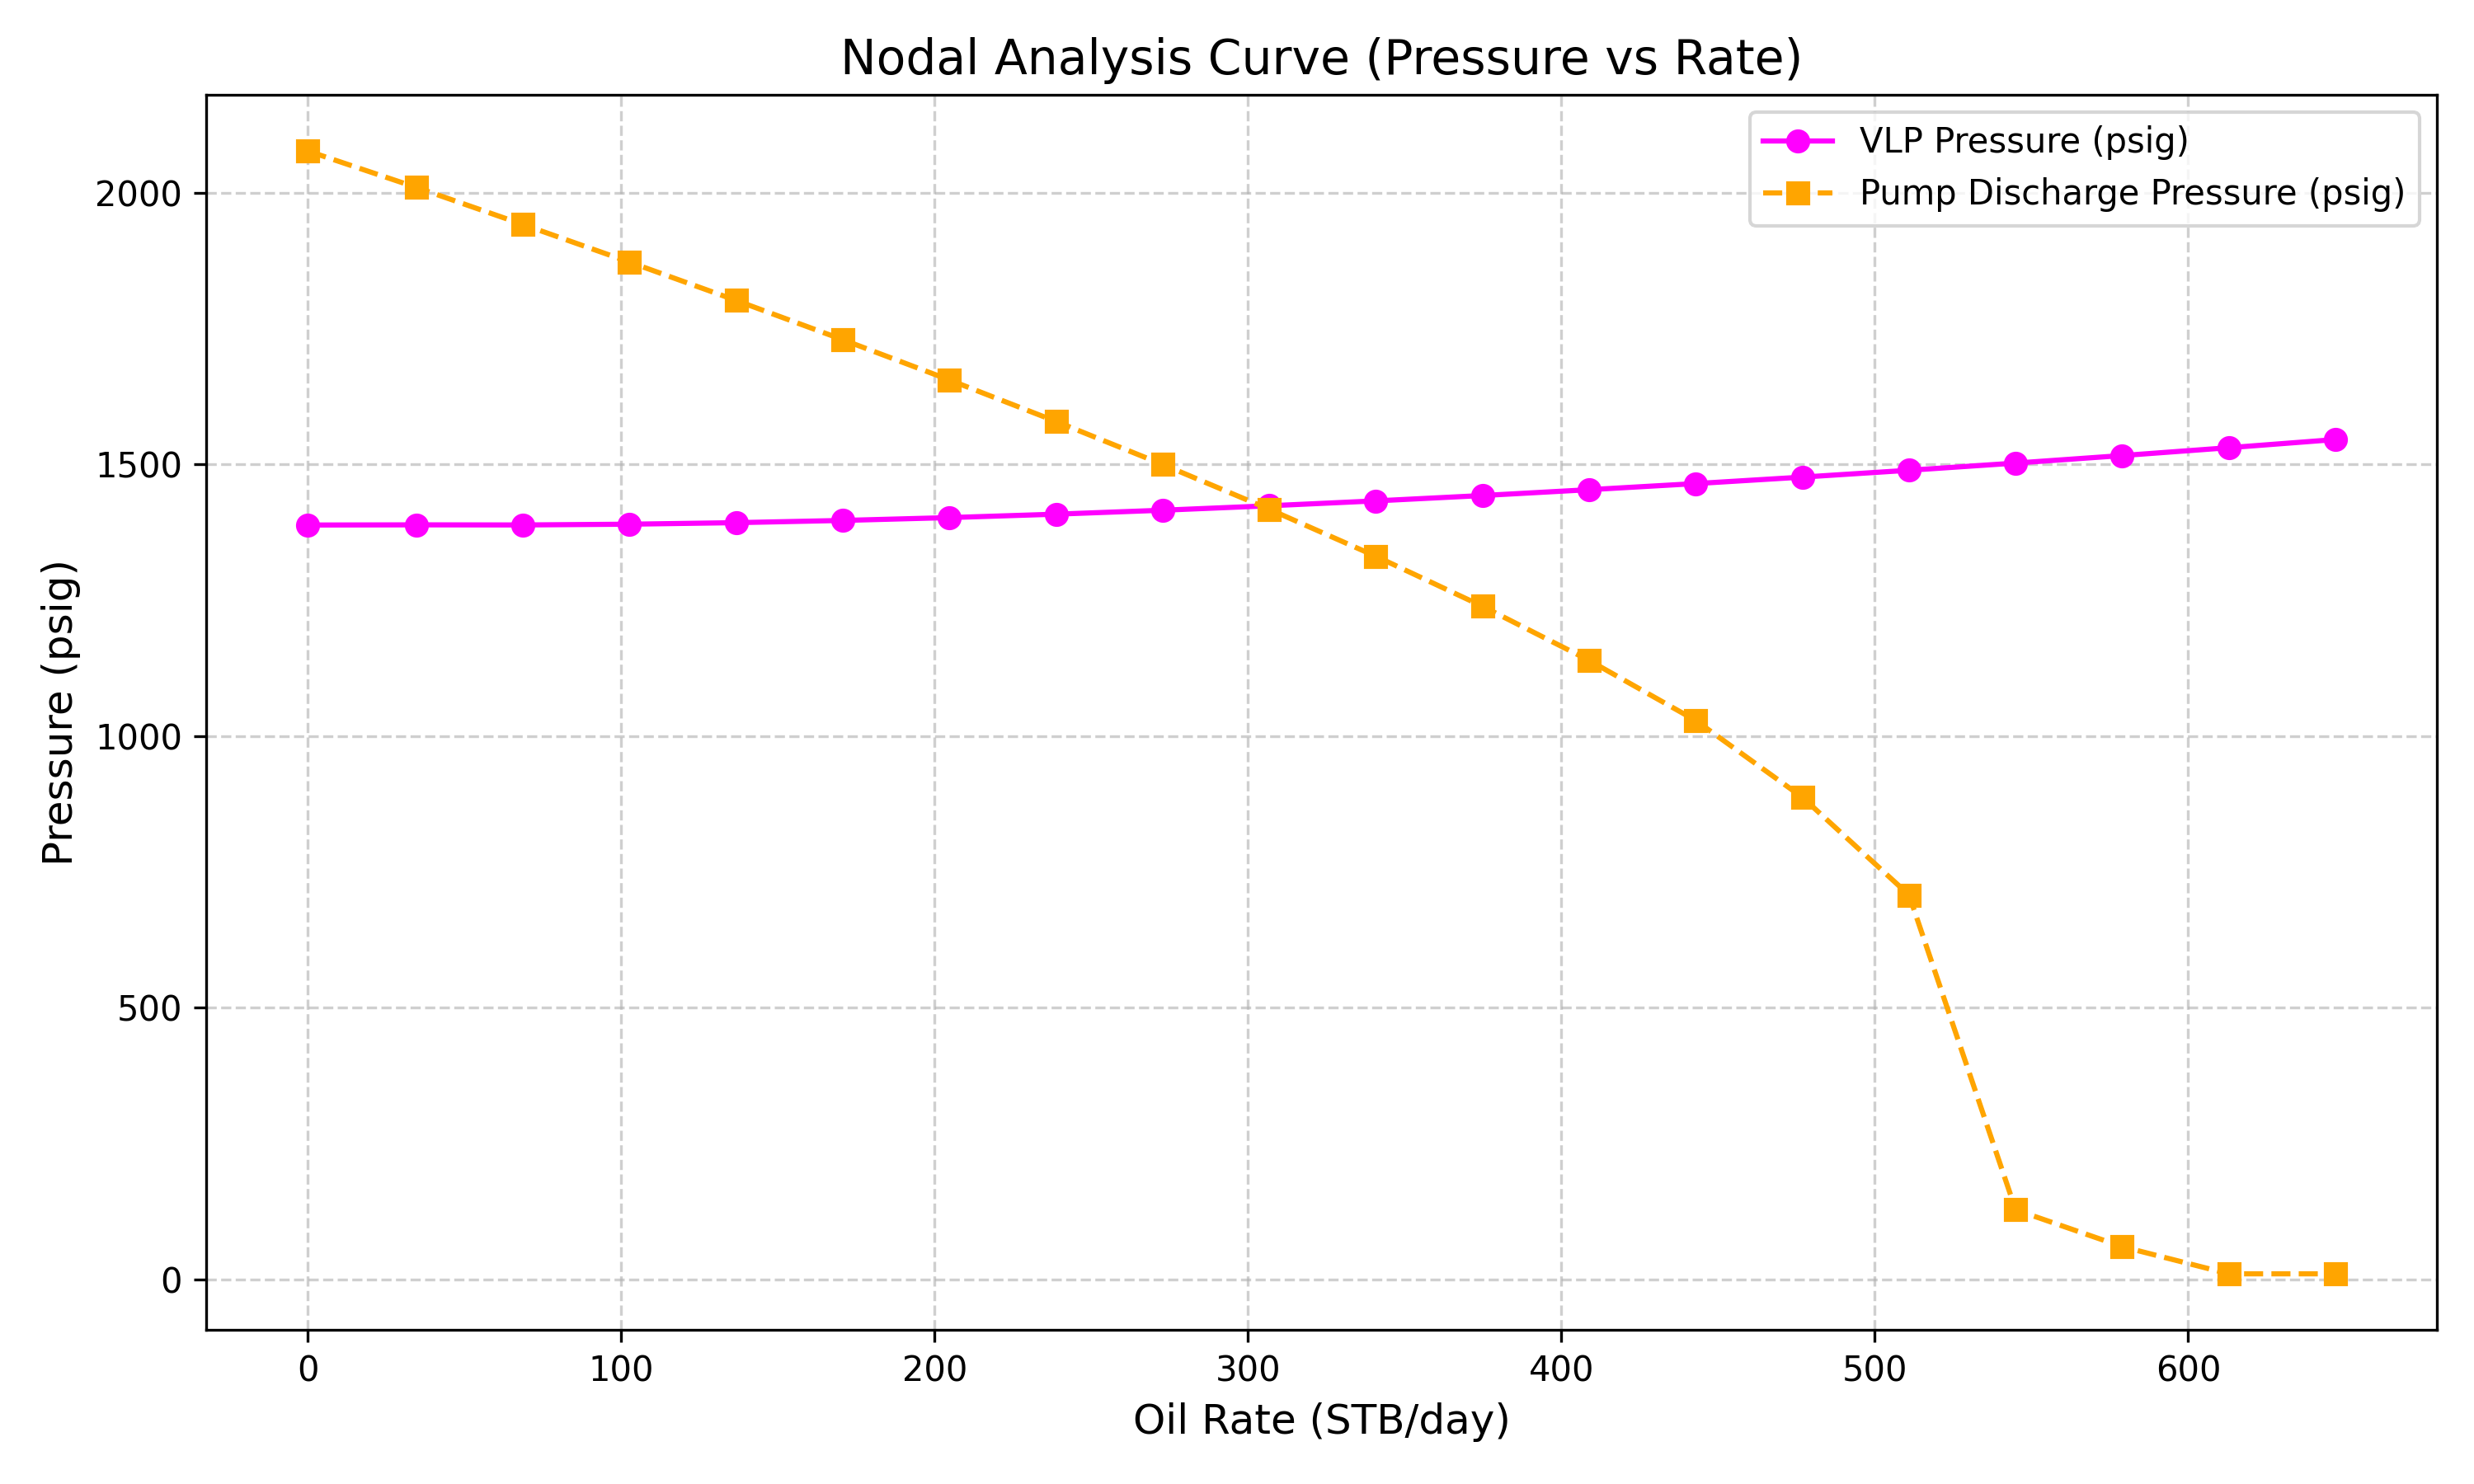 Nodal Analysis Curve (Pressure vs Rate)
VLP Pressure (psig)
Pump Discharge Pressure (psig)
Pressure (psig)
2000
1500
1000
500
0
0 100 200 300 400 500 600
Oil Rate (STB/day)